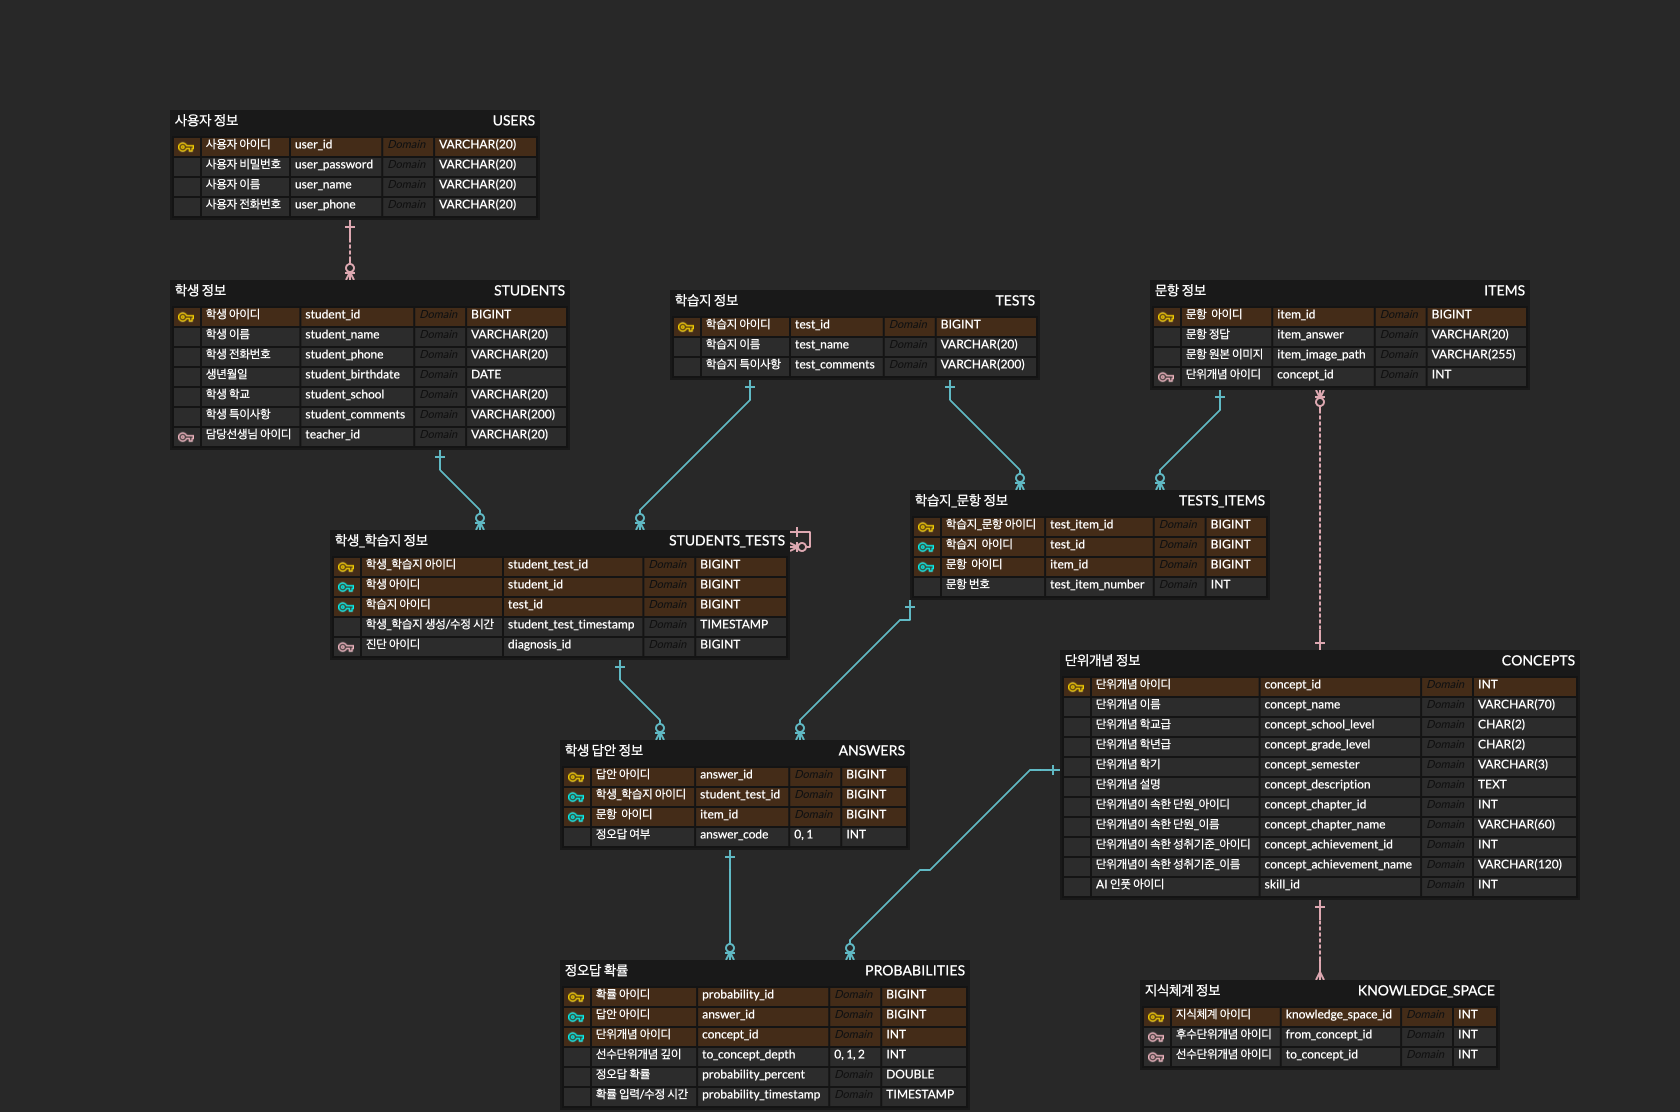 사용자 정보 USERS
사용자 아이디 user_id Domain VARCHAR(20)
사용자 비밀번호 user_password Domain VARCHAR(20)
사용자 이름 user_name Domain VARCHAR(20)
사용자 전화번호 user_phone Domain VARCHAR(20)
학생 정보 STUDENTS
학생 아이디 student_id Domain BIGINT
학생 이름 student_name Domain VARCHAR(20)
학생 전화번호 student_phone Domain VARCHAR(20)
생년월일 student_birthdate Domain DATE
학생 학교 student_school Domain VARCHAR(20)
학생 특이사항 student_comments Domain VARCHAR(200)
담당선생님 아이디 teacher_id Domain VARCHAR(20)
학습지 정보 TESTS
학습지 아이디 test_id Domain BIGINT
학습지 이름 test_name Domain VARCHAR(20)
학습지 특이사항 test_comments Domain VARCHAR(200)
문항 정보 ITEMS
문항 아이디 item_id Domain BIGINT
문항 정답 item_answer Domain VARCHAR(20)
문항 원본 이미지 item_image_path Domain VARCHAR(255)
단위개념 아이디 concept_id Domain INT
학생_학습지 정보 STUDENTS_TESTS
학생_학습지 아이디 student_test_id Domain BIGINT
학생 아이디 student_id Domain BIGINT
학습지 아이디 test_id Domain BIGINT
학생_학습지 생성/수정 시간 student_test_timestamp Domain TIMESTAMP
진단 아이디 diagnosis_id Domain BIGINT
학습지_문항 정보 TESTS_ITEMS
학습지_문항 아이디 test_item_id Domain BIGINT
학습지 아이디 test_id Domain BIGINT
문항 아이디 item_id Domain BIGINT
문항 번호 test_item_number Domain INT
학생 답안 정보 ANSWERS
답안 아이디 answer_id Domain BIGINT
학생_학습지 아이디 student_test_id Domain BIGINT
문항 아이디 item_id Domain BIGINT
정오답 여부 answer_code 0, 1 INT
단위개념 정보 CONCEPTS
단위개념 아이디 concept_id Domain INT
단위개념 이름 concept_name Domain VARCHAR(70)
단위개념 학교급 concept_school_level Domain CHAR(2)
단위개념 학년급 concept_grade_level Domain CHAR(2)
단위개념 학기 concept_semester Domain VARCHAR(3)
단위개념 설명 concept_description Domain TEXT
단위개념이 속한 단원_아이디 concept_chapter_id Domain INT
단위개념이 속한 단원_이름 concept_chapter_name Domain VARCHAR(60)
단위개념이 속한 성취기준_아이디 concept_achievement_id Domain INT
단위개념이 속한 성취기준_이름 concept_achievement_name Domain VARCHAR(120)
AI 인풋 아이디 skill_id Domain INT
정오답 확률 PROBABILITIES
확률 아이디 probability_id Domain BIGINT
답안 아이디 answer_id Domain BIGINT
단위개념 아이디 concept_id Domain INT
선수단위개념 깊이 to_concept_depth 0, 1, 2 INT
정오답 확률 probability_percent Domain DOUBLE
확률 입력/수정 시간 probability_timestamp Domain TIMESTAMP
지식체계 정보 KNOWLEDGE_SPACE
지식체계 아이디 knowledge_space_id Domain INT
후수단위개념 아이디 from_concept_id Domain INT
선수단위개념 아이디 to_concept_id Domain INT